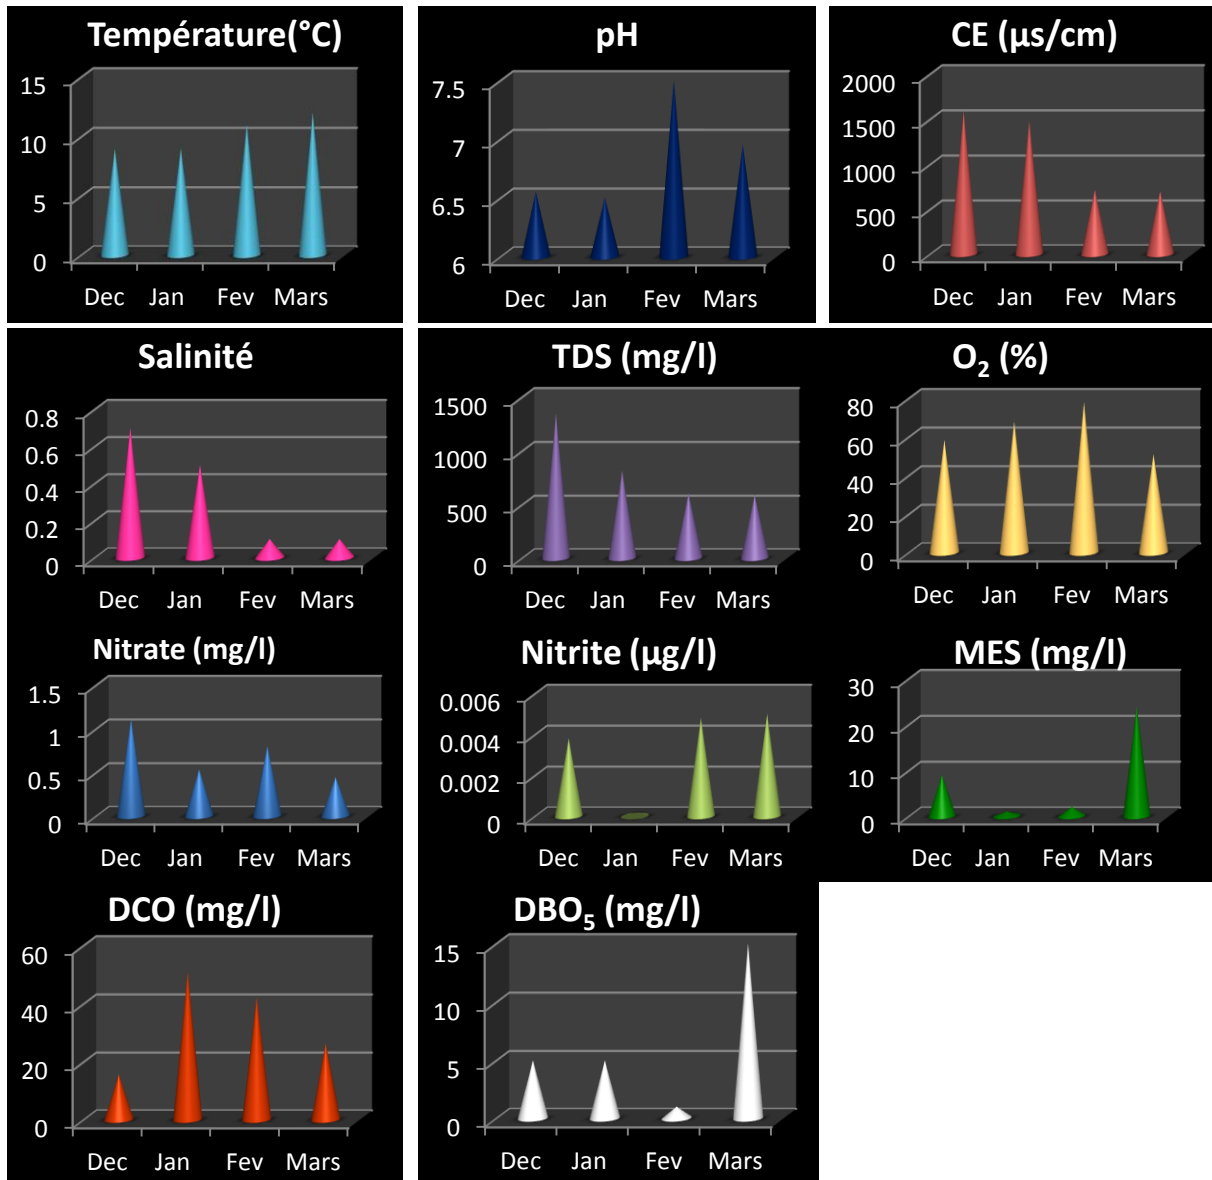 Température(°C)
15
10
5
0
Dec Jan Fev Mars
pH
7.5
7
6.5
6
Dec Jan Fev Mars
CE (µs/cm)
2000
1500
1000
500
0
Dec Jan Fev Mars
Salinité
0.8
0.6
0.4
0.2
0
Dec Jan Fev Mars
TDS (mg/l)
1500
1000
500
0
Dec Jan Fev Mars
O₂ (%)
80
60
40
20
0
Dec Jan Fev Mars
Nitrate (mg/l)
1.5
1
0.5
0
Dec Jan Fev Mars
Nitrite (µg/l)
0.006
0.004
0.002
0
Dec Jan Fev Mars
MES (mg/l)
30
20
10
0
Dec Jan Fev Mars
DCO (mg/l)
60
40
20
0
Dec Jan Fev Mars
DBO₅ (mg/l)
15
10
5
0
Dec Jan Fev Mars